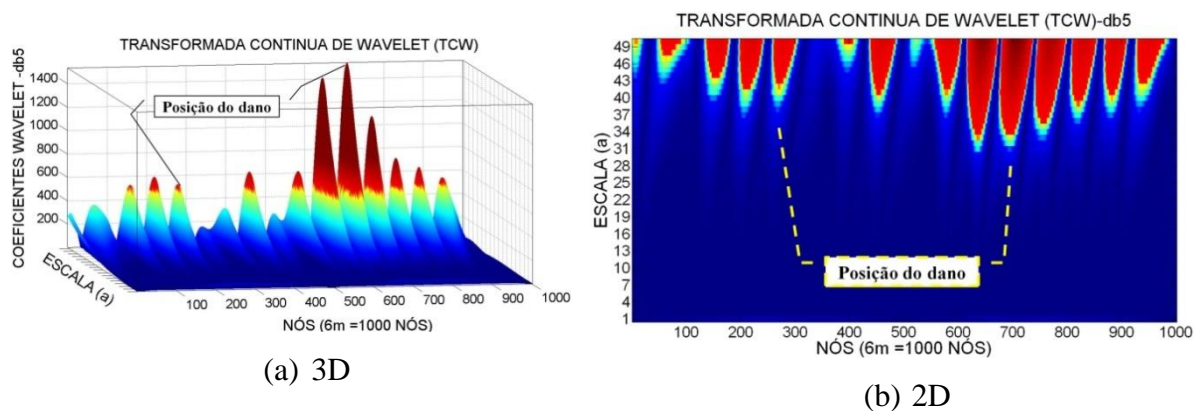 TRANSFORMADA CONTINUA DE WAVELET (TCW)
COEFICIENTES WAVELET -db5
1400
1200
1000
800
600
400
200
Posição do dano
ESCALA (a)
100 200 300 400 500 600 700 800 900 1000
NÓS (6m =1000 NÓS)
(a) 3D
TRANSFORMADA CONTINUA DE WAVELET (TCW)-db5
ESCALA (a)
49
46
43
40
37
34
31
28
25
22
19
16
13
10
7
4
1
Posição do dano
100 200 300 400 500 600 700 800 900 1000
NÓS (6m =1000 NÓS)
(b) 2D